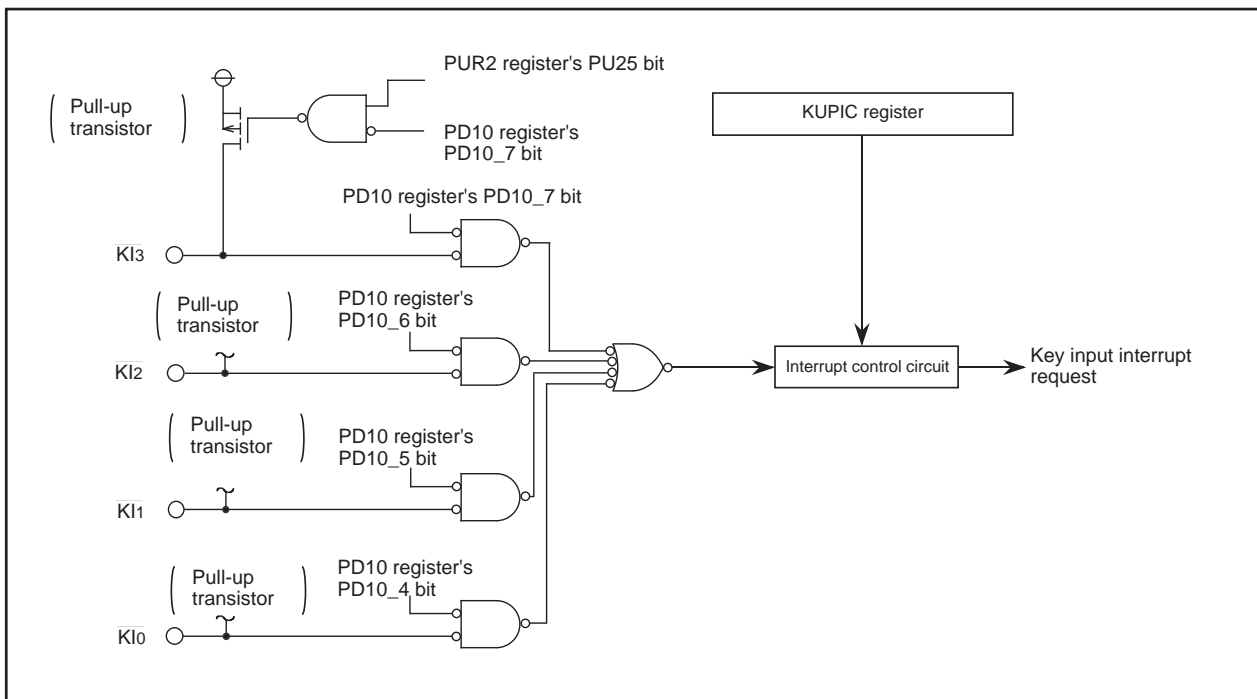 PUR2 register's PU25 bit
Pull-up
transistor
KUPIC register
PD10 register's
PD10_7 bit
PD10 register's PD10_7 bit
KI3
Pull-up
transistor
PD10 register's
PD10_6 bit
KI2
Interrupt control circuit
Key input interrupt
request
Pull-up
transistor
PD10 register's
PD10_5 bit
KI1
Pull-up
transistor
PD10 register's
PD10_4 bit
KI0